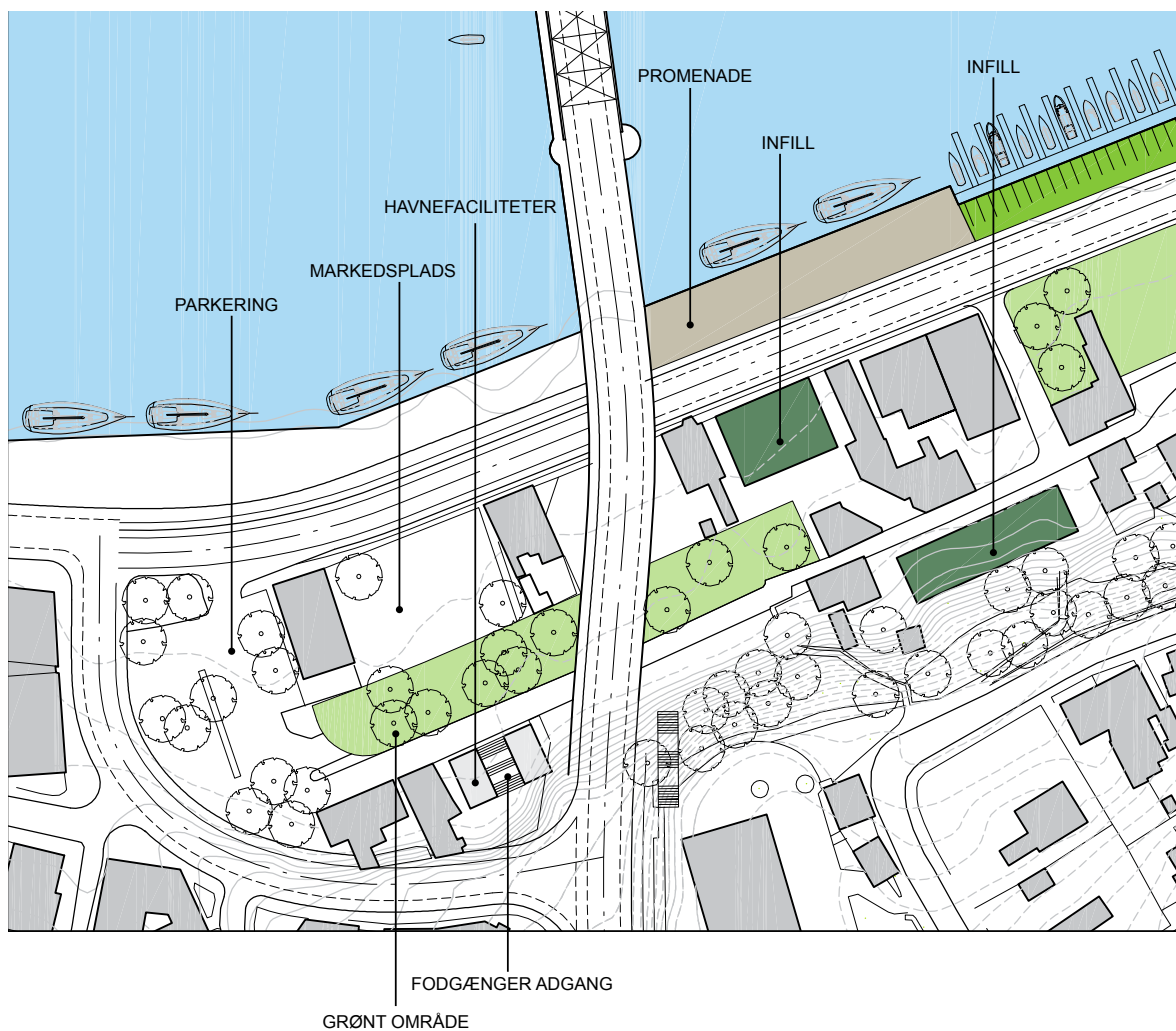 INFILL
PROMENADE
INFILL
HAVNEFACILITETER
MARKEDSPLADS
PARKERING
FODGÆNGER ADGANG
GRØNT OMRÅDE